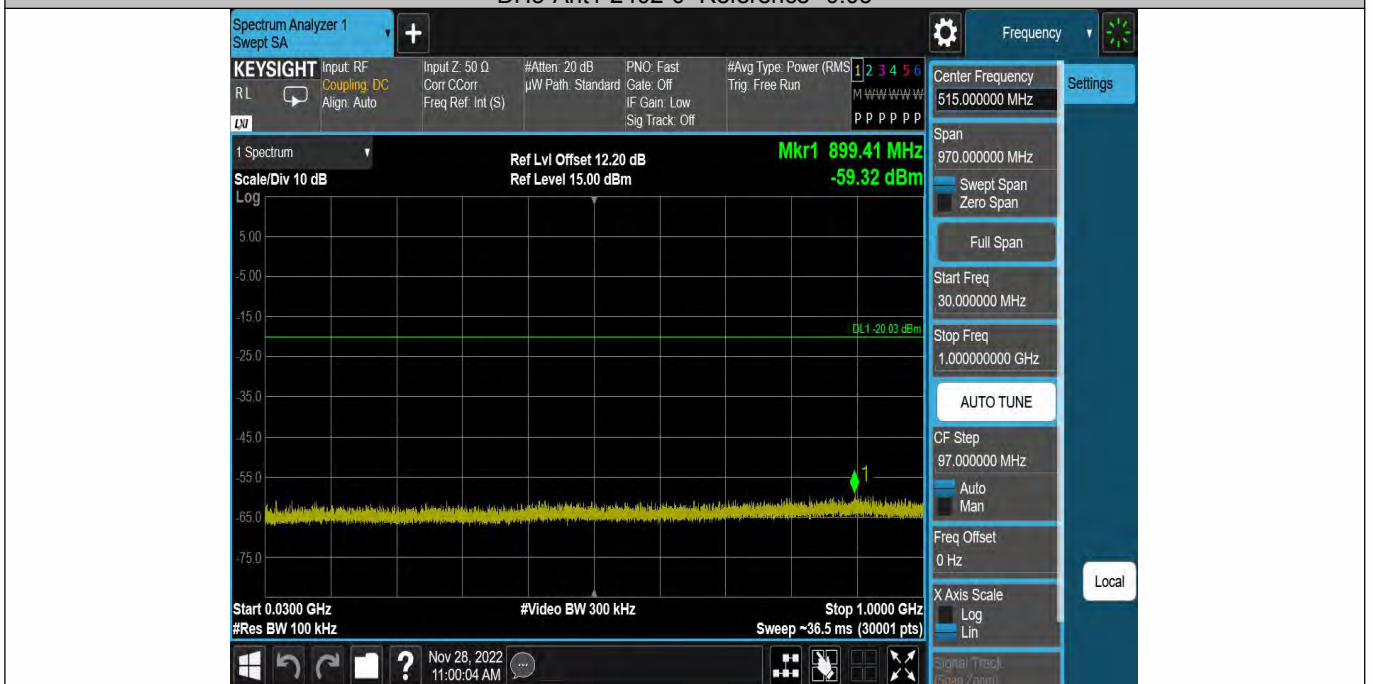 Spectrum Analyzer 1
Swept SA
Frequency
KEYSIGHT
RL
LXI
Input: RF
Coupling: DC
Align: Auto
Input Z: 50 Ω
Corr CCorr
Freq Ref: Int (S)
#Atten: 20 dB
µW Path: Standard
PNO: Fast
Gate: Off
IF Gain: Low
Sig Track: Off
#Avg Type: Power (RMS
Trig: Free Run
1 2 3 4 5 6
M W W W W W
P P P P P P
1 Spectrum
Scale/Div 10 dB
Ref Lvl Offset 12.20 dB
Ref Level 15.00 dBm
Mkr1 899.41 MHz
-59.32 dBm
Log
5.00
-5.00
-15.0
DL1 -20.03 dBm
-25.0
-35.0
-45.0
-55.0
1
-65.0
-75.0
Start 0.0300 GHz
#Res BW 100 kHz
#Video BW 300 kHz
Stop 1.0000 GHz
Sweep ~36.5 ms (30001 pts)
Center Frequency
515.000000 MHz
Settings
Span
970.000000 MHz
Swept Span
Zero Span
Full Span
Start Freq
30.000000 MHz
Stop Freq
1.000000000 GHz
AUTO TUNE
CF Step
97.000000 MHz
Auto
Man
Freq Offset
0 Hz
Local
X Axis Scale
Log
Lin
Signal Track
(Span Zoom)
?
Nov 28, 2022
11:00:04 AM